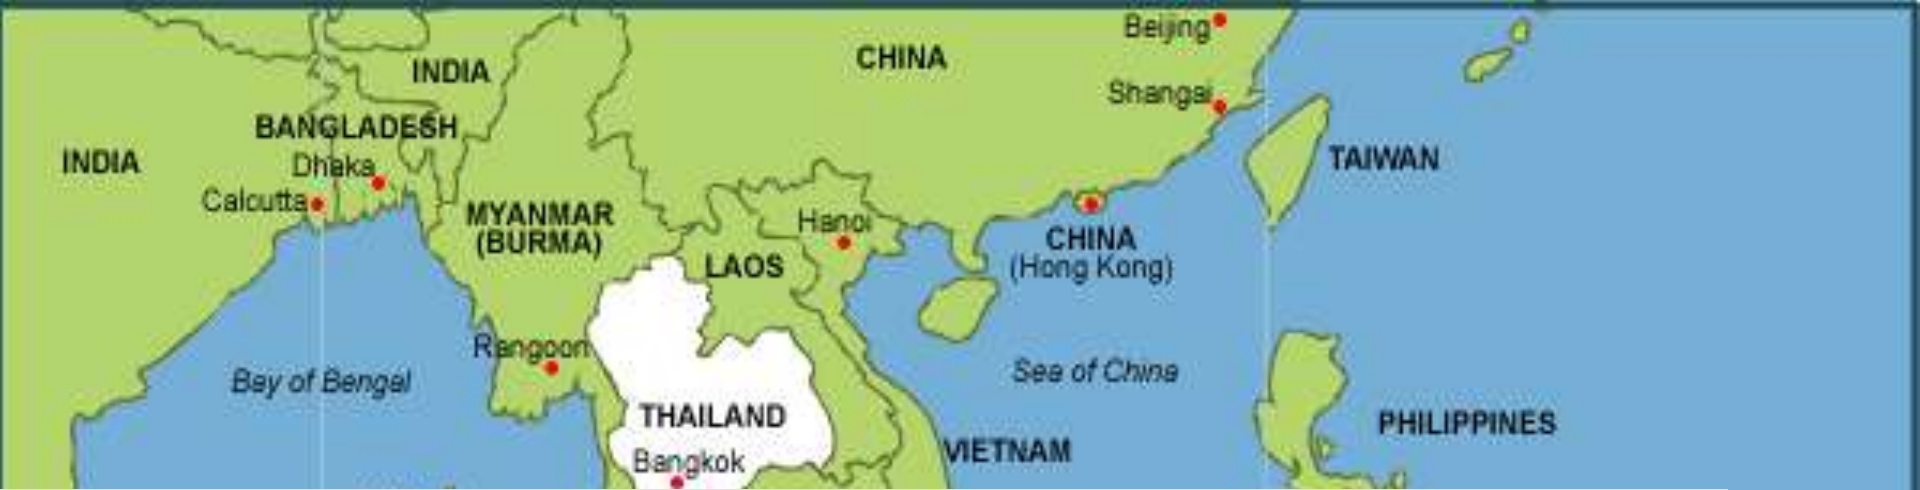 Beijing
CHINA
INDIA
Shangai
BANGLADESH
INDIA
TAIWAN
Dhaka
Calcutta
MYANMAR
(BURMA)
Hanoi
CHINA
(Hong Kong)
LAOS
Rangoon
Bay of Bengal
Sea of China
THAILAND
PHILIPPINES
VIETNAM
Bangkok